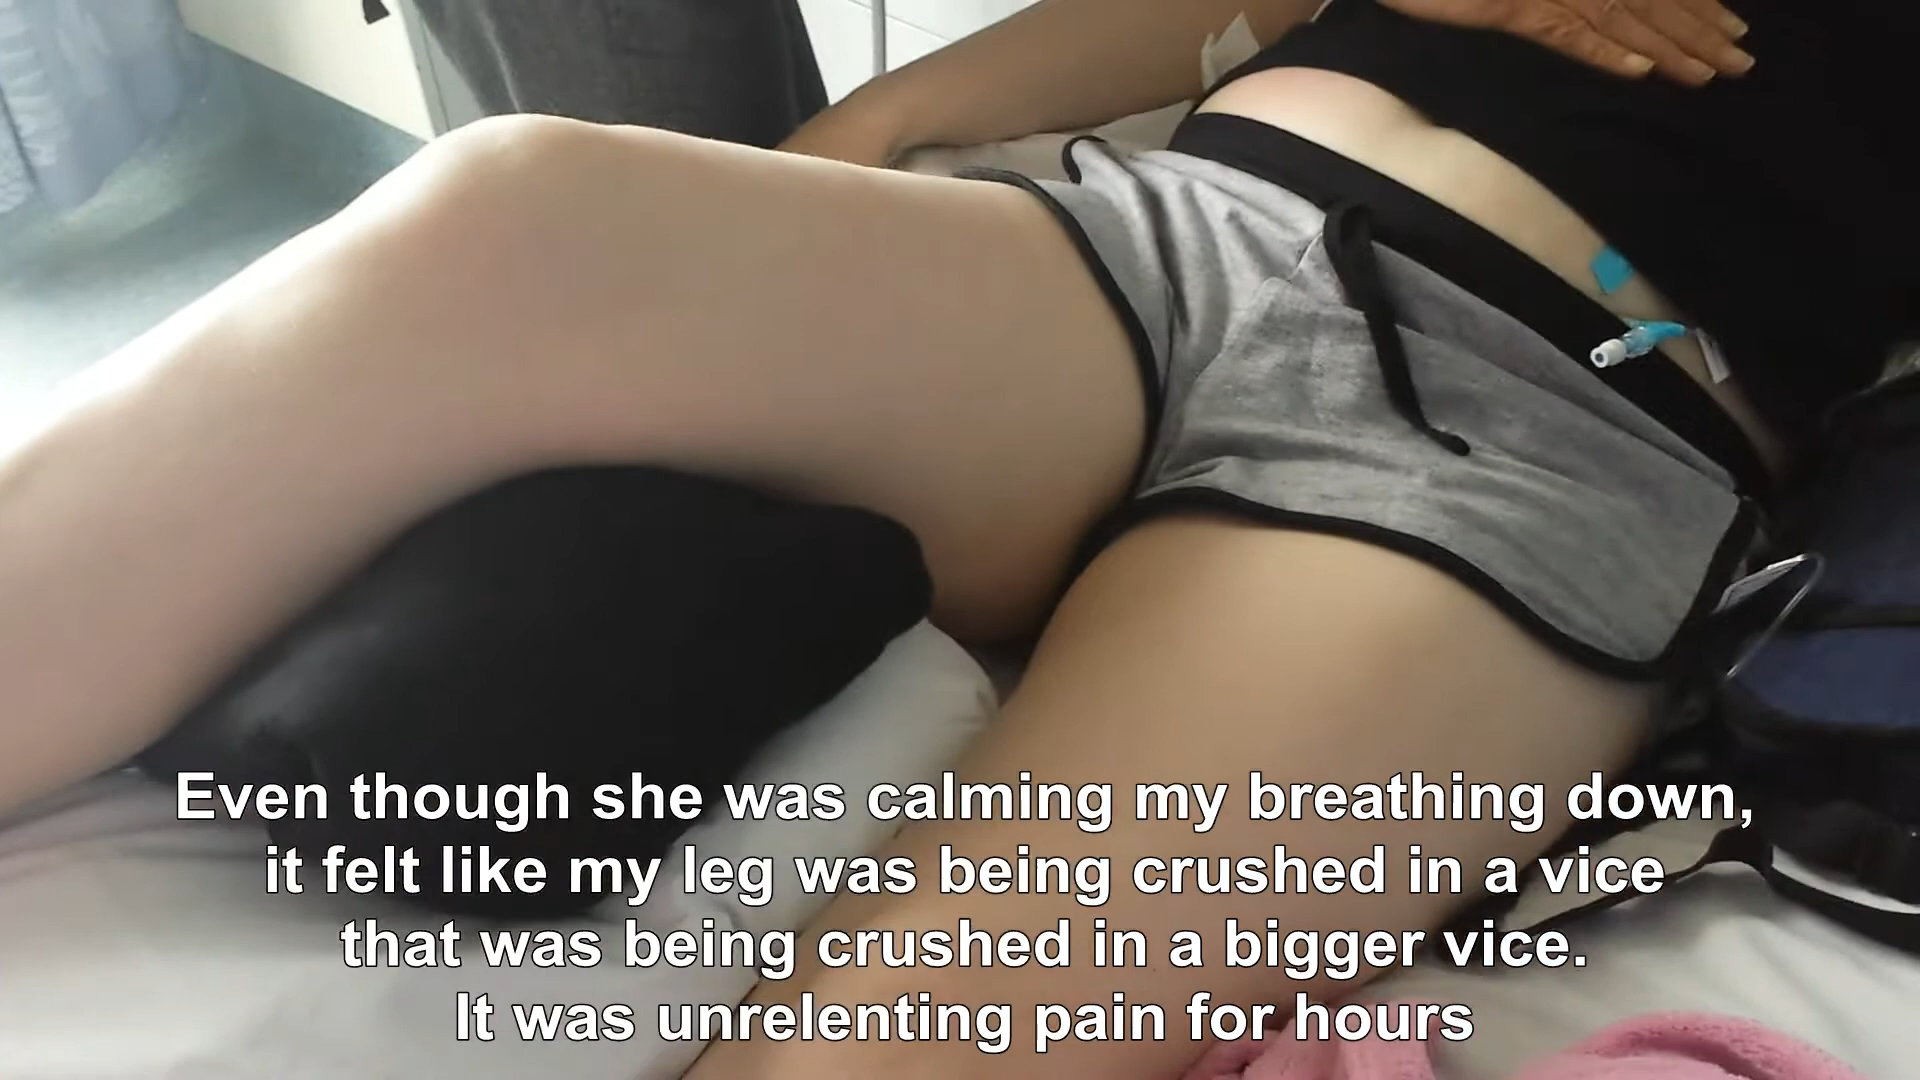 Even though she was calming my breathing down,
it felt like my leg was being crushed in a vice
that was being crushed in a bigger vice.
It was unrelenting pain for hours